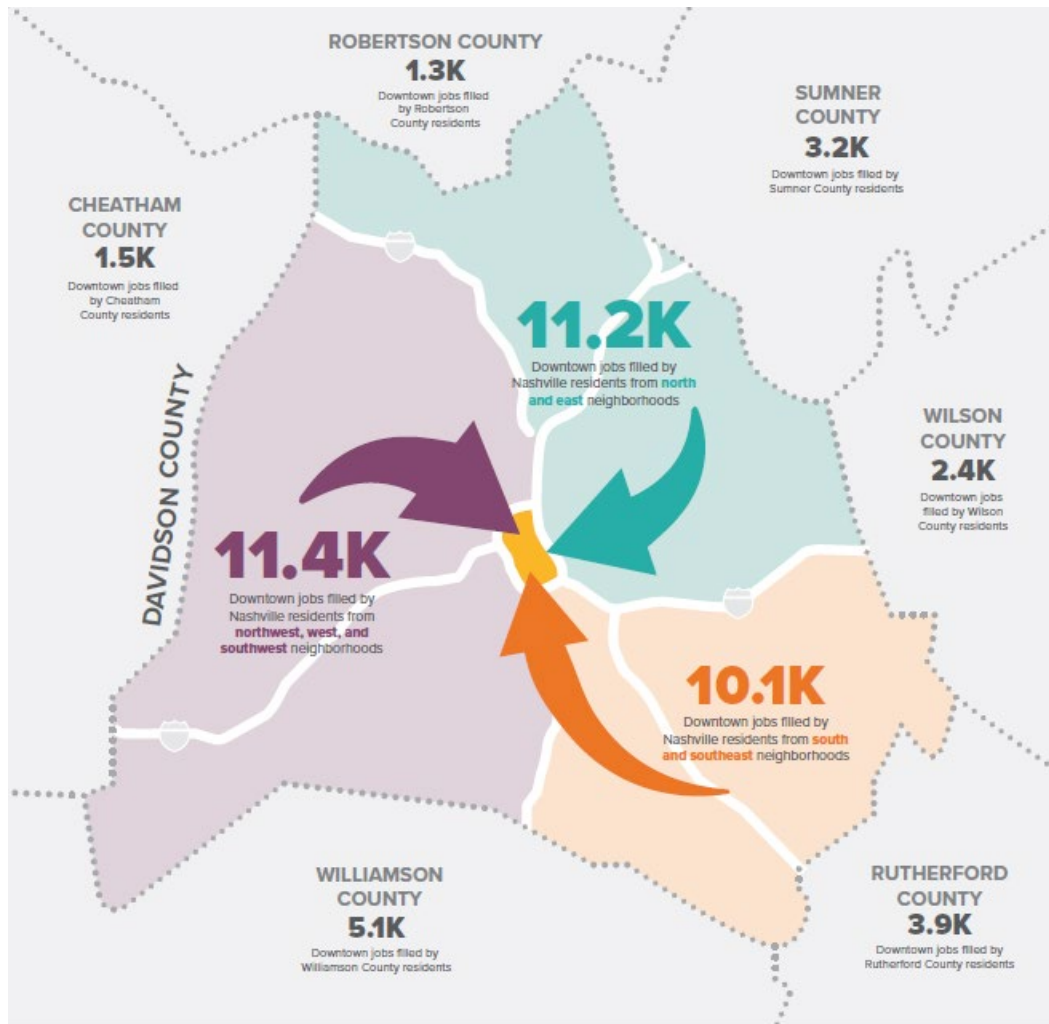 ROBERTSON COUNTY
1.3K
Downtown jobs filled
by Robertson
County residents
SUMNER
COUNTY
3.2K
Downtown jobs filled by
Sumner County residents
CHEATHAM
COUNTY
1.5K
Downtown jobs filled
by Cheatham
County residents
11.2K
Downtown jobs filled by
Nashville residents from north
and east neighborhoods
DAVIDSON COUNTY
WILSON
COUNTY
2.4K
Downtown jobs
filled by Wilson
County residents
11.4K
Downtown jobs filled by
Nashville residents from
northwest, west, and
southwest neighborhoods
10.1K
Downtown jobs filled by
Nashville residents from south
and southeast neighborhoods
WILLIAMSON
COUNTY
5.1K
Downtown jobs filled by
Williamson County residents
RUTHERFORD
COUNTY
3.9K
Downtown jobs filled by
Rutherford County residents